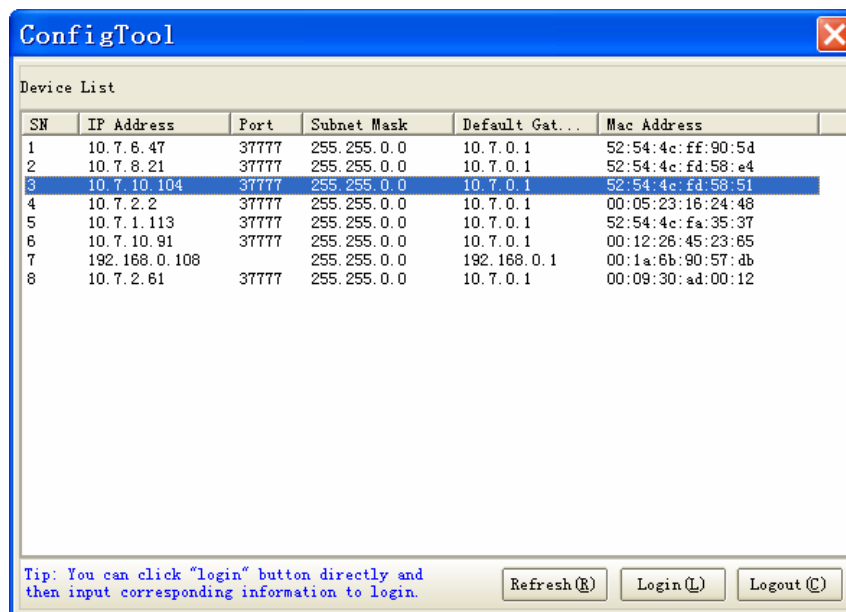 ConfigTool
Device List
SN IP Address Port Subnet Mask Default Gat... Mac Address
1 10.7.6.47 37777 255.255.0.0 10.7.0.1 52:54:4c:ff:90:5d
2 10.7.8.21 37777 255.255.0.0 10.7.0.1 52:54:4c:fd:58:e4
3 10.7.10.104 37777 255.255.0.0 10.7.0.1 52:54:4c:fd:58:51
4 10.7.2.2 37777 255.255.0.0 10.7.0.1 00:05:23:16:24:48
5 10.7.1.113 37777 255.255.0.0 10.7.0.1 52:54:4c:fa:35:37
6 10.7.10.91 37777 255.255.0.0 10.7.0.1 00:12:26:45:23:65
7 192.168.0.108 255.255.0.0 192.168.0.1 00:1a:6b:90:57:db
8 10.7.2.61 37777 255.255.0.0 10.7.0.1 00:09:30:ad:00:12
Tip: You can click "login" button directly and
then input corresponding information to login.
Refresh(R) Login(L) Logout(C)